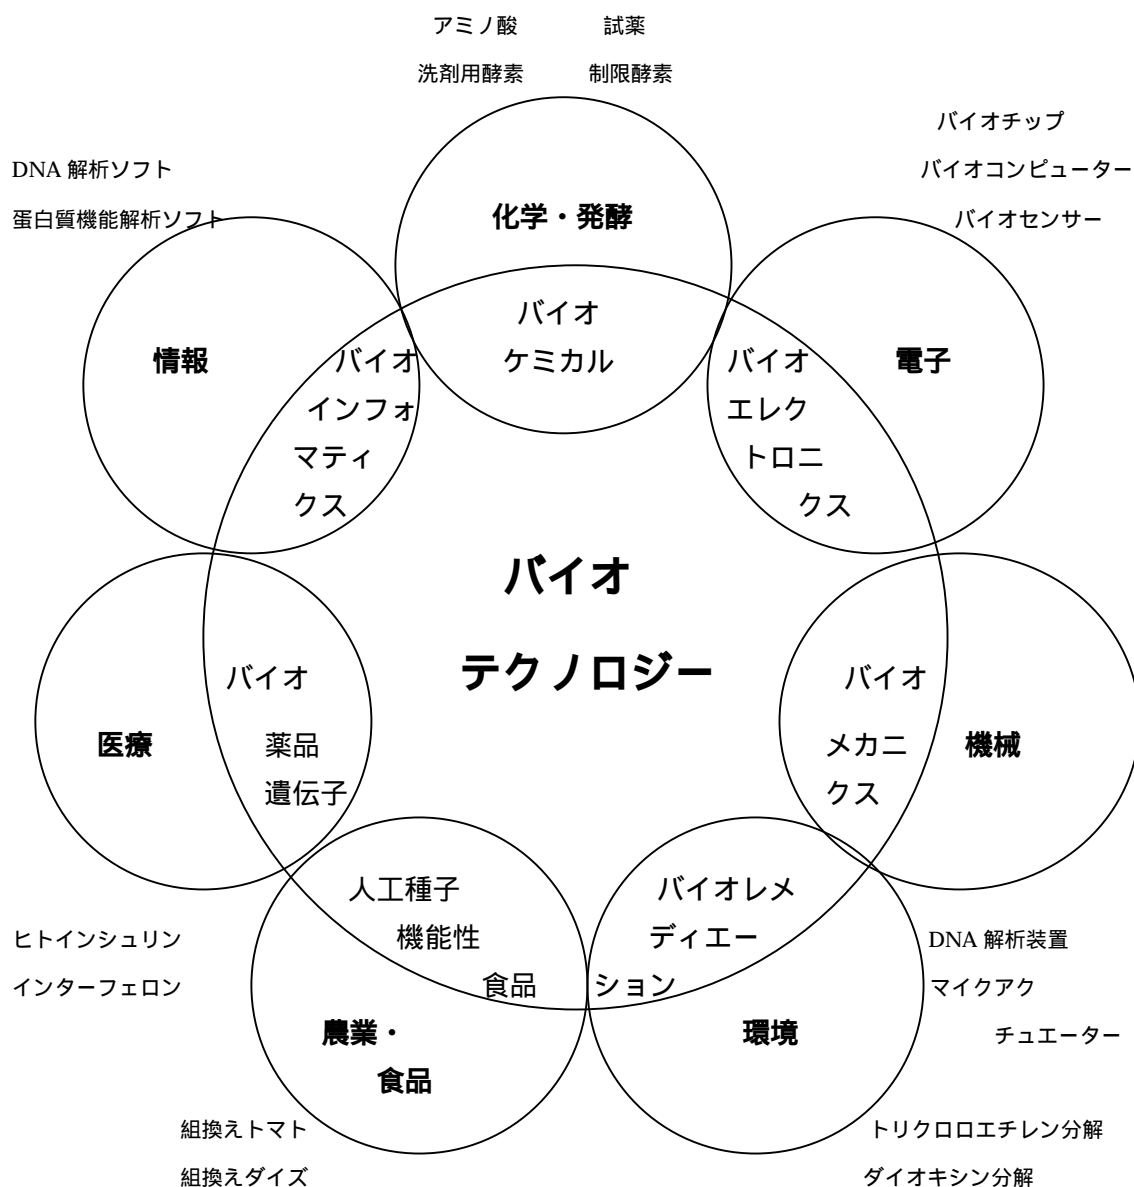 アミノ酸 試薬
洗剤用酵素 制限酵素
バイオチップ
DNA 解析ソフト
バイオコンピューター
蛋白質機能解析ソフト
バイオセンサー
化学・発酵
バイオ
ケミカル
情報
バイオ
インフォ
マティ
クス
バイオ
エレク
トロニ
クス
電子
バイオ
テクノロジー
医療
バイオ
薬品
遺伝子
バイオ
メカニ
クス
機械
人工種子
機能性
食品
農業・
食品
バイオレメ
ディエー
ション
環境
ヒトインシュリン
インターフェロン
DNA 解析装置
マイクアク
チュエーター
組換えトマト
組換えダイズ
トリクロロエチレン分解
ダイオキシン分解